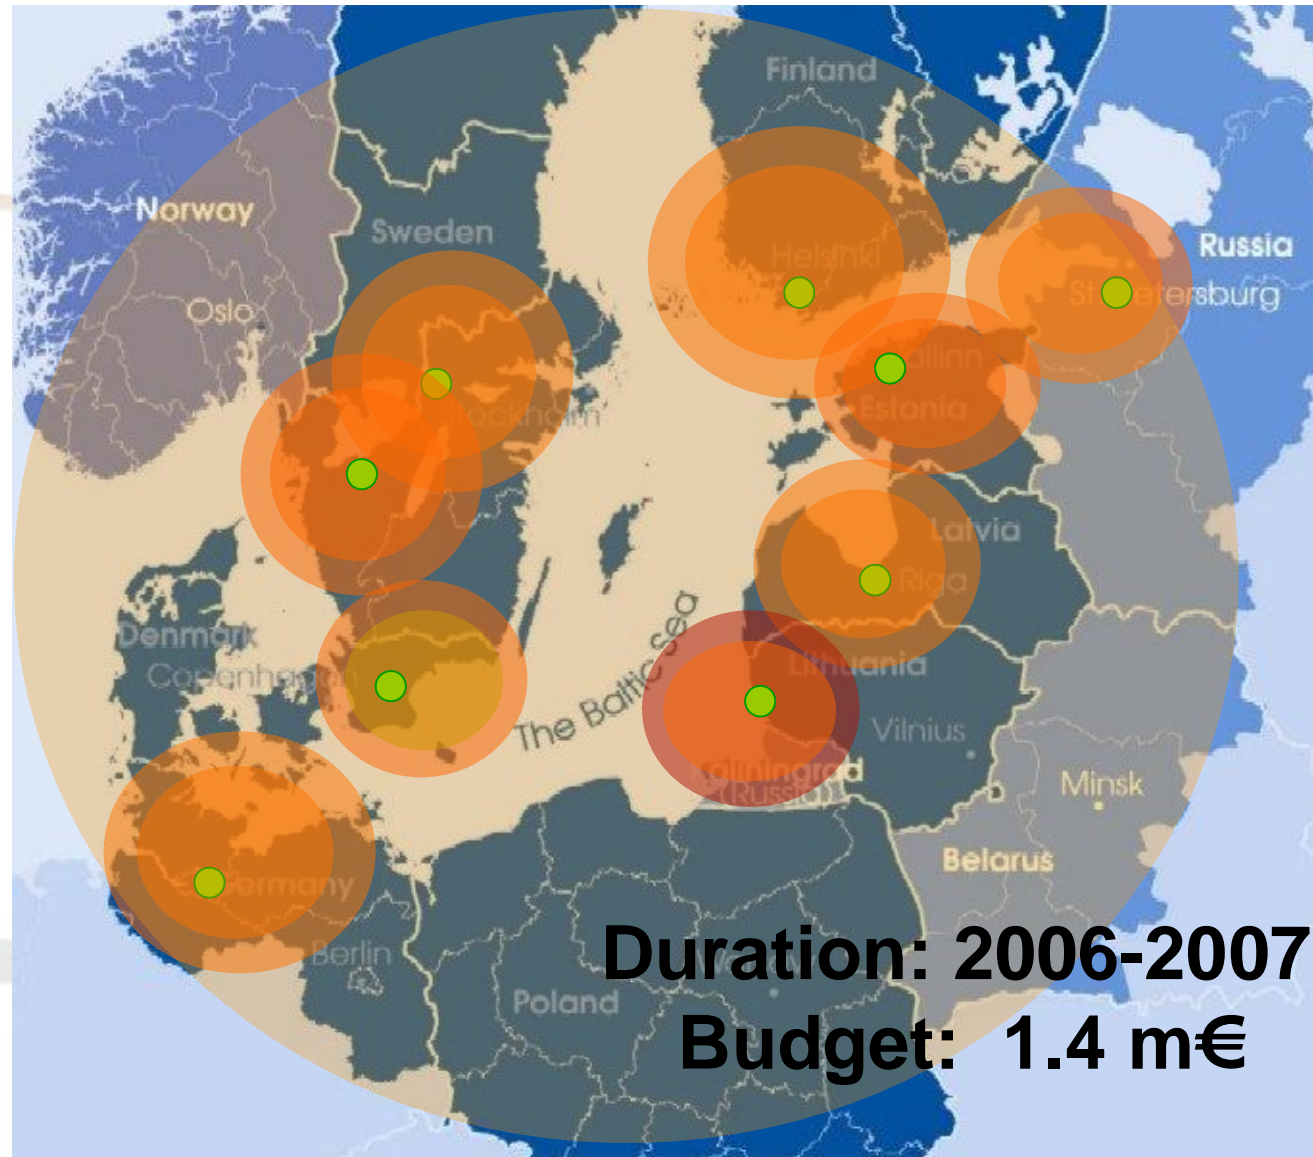 Finland
Norway
Sweden
Russia
Helsinki
St. Petersburg
Oslo
Tallinn
Stockholm
Estonia
Latvia
Riga
The Baltic Sea
Denmark
Copenhagen
Lithuania
Vilnius
Kaliningrad
(Russia)
Minsk
Belarus
Germany
Berlin
Poland
Duration: 2006-2007
Budget: 1.4 m€